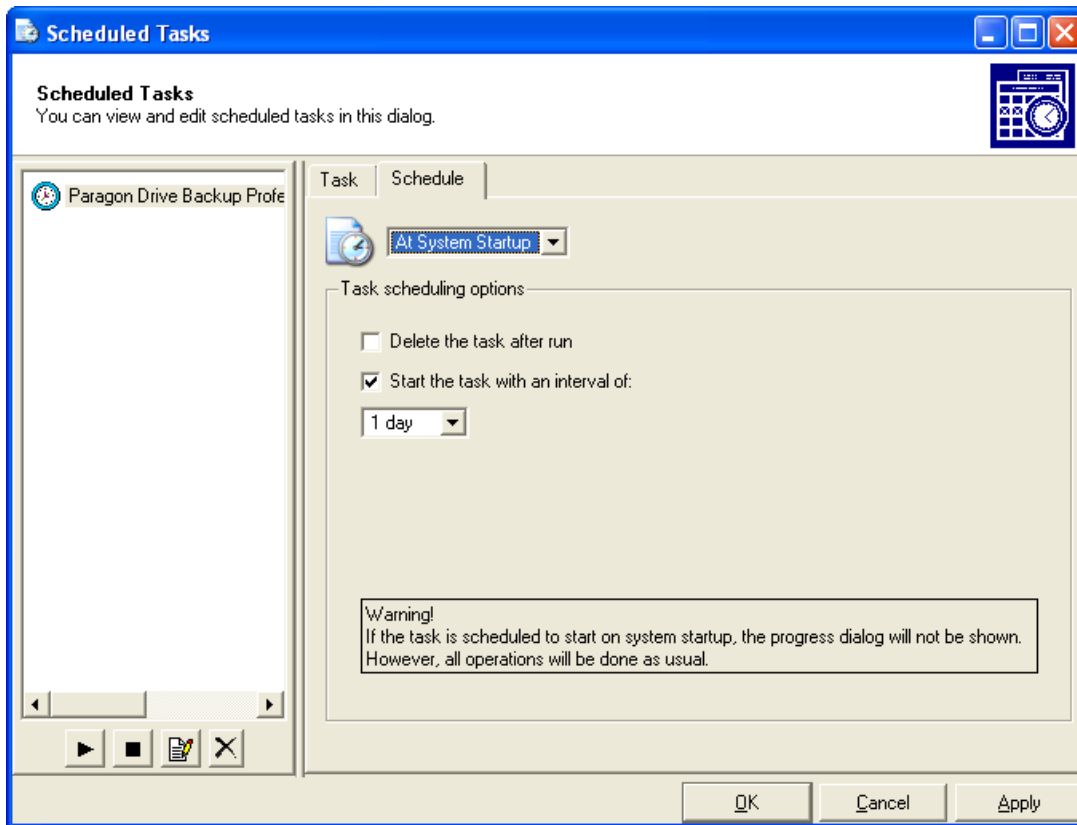 Scheduled Tasks
Scheduled Tasks
You can view and edit scheduled tasks in this dialog.
Paragon Drive Backup Profe
Task
Schedule
At System Startup
Task scheduling options
Delete the task after run
Start the task with an interval of:
1 day
Warning!
If the task is scheduled to start on system startup, the progress dialog will not be shown.
However, all operations will be done as usual.
OK
Cancel
Apply